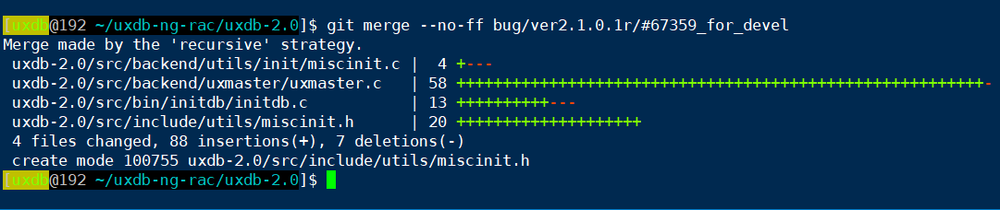 [uxdb@192 ~/uxdb-ng-rac/uxdb-2.0]$ git merge --no-ff bug/ver2.1.0.1r/#67359_for_devel
Merge made by the 'recursive' strategy.
 uxdb-2.0/src/backend/utils/init/miscinit.c |  4 +---
 uxdb-2.0/src/backend/uxmaster/uxmaster.c   | 58 +++++++++++++++++++++++++++++++++++++++++++++++++++++++++-
 uxdb-2.0/src/bin/initdb/initdb.c           | 13 ++++++++++---
 uxdb-2.0/src/include/utils/miscinit.h      | 20 ++++++++++++++++++++
 4 files changed, 88 insertions(+), 7 deletions(-)
 create mode 100755 uxdb-2.0/src/include/utils/miscinit.h
[uxdb@192 ~/uxdb-ng-rac/uxdb-2.0]$